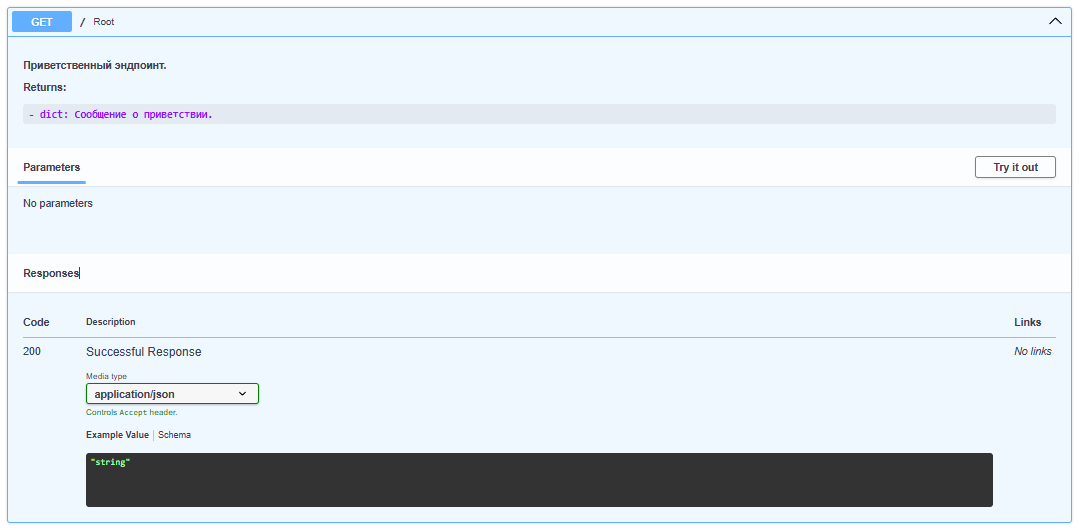 GET / Root
Приветственный эндпоинт.
Returns:
- dict: Сообщение о приветствии.
Parameters
Try it out
No parameters
Responses
Code Description Links
200 Successful Response No links
Media type
application/json
Controls Accept header.
Example Value Schema
"string"